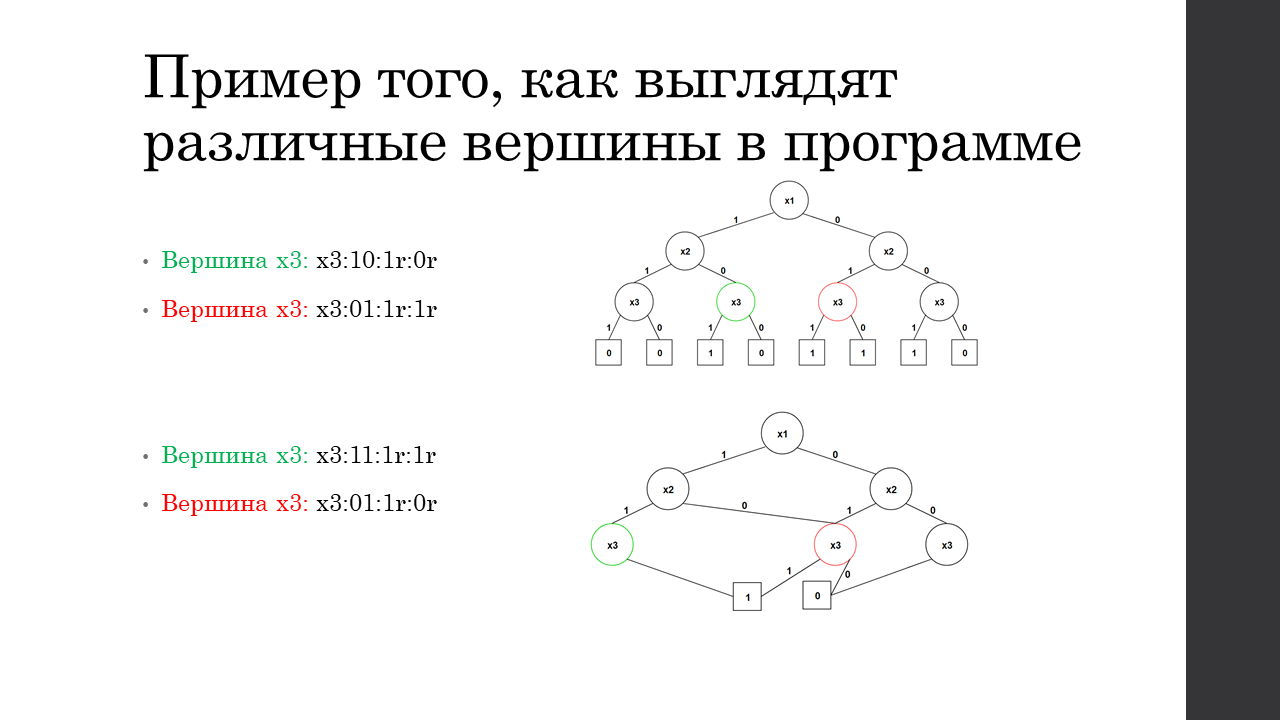 Пример того, как выглядят
различные вершины в программе
• Вершина x3: x3:10:1r:0r
• Вершина x3: x3:01:1r:1r
x1
1 0
x2 x2
1 0 1 0
x3 x3 x3 x3
1 0 1 0 1 0 1 0
0 0 1 0 1 1 1 0
• Вершина x3: x3:11:1r:1r
• Вершина x3: x3:01:1r:0r
x1
1 0
x2 x2
1 0 1 0
x3 x3 x3
1 0
1 0